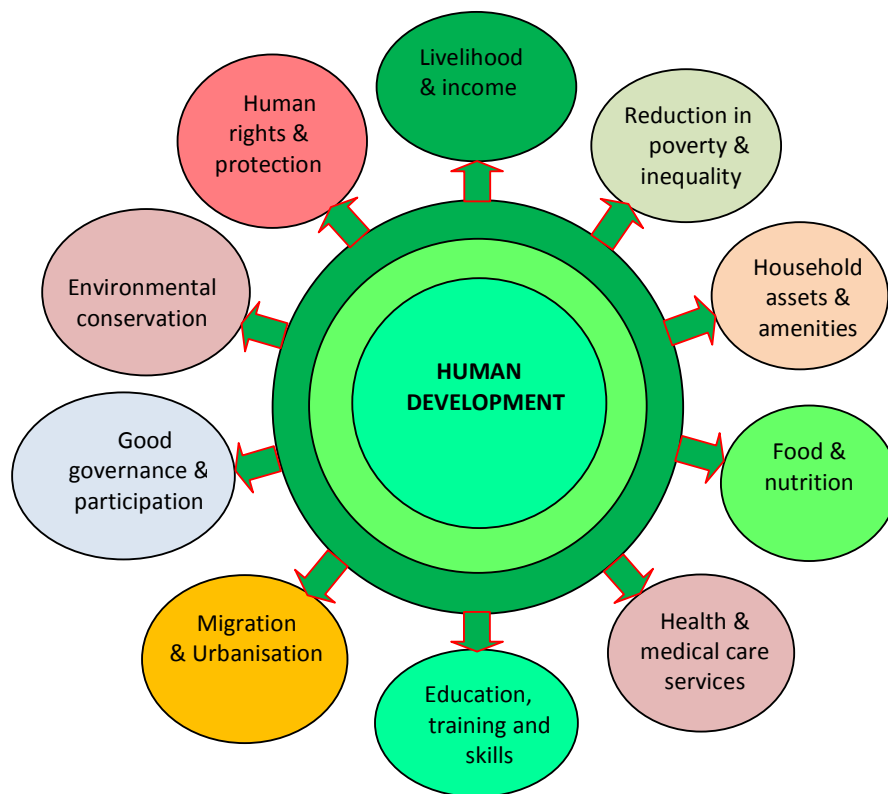 Livelihood
& income
Human
rights &
protection
Reduction in
poverty &
inequality
Household
assets &
amenities
Environmental
conservation
HUMAN
DEVELOPMENT
Good
governance &
participation
Food &
nutrition
Migration
& Urbanisation
Health &
medical care
services
Education,
training and
skills